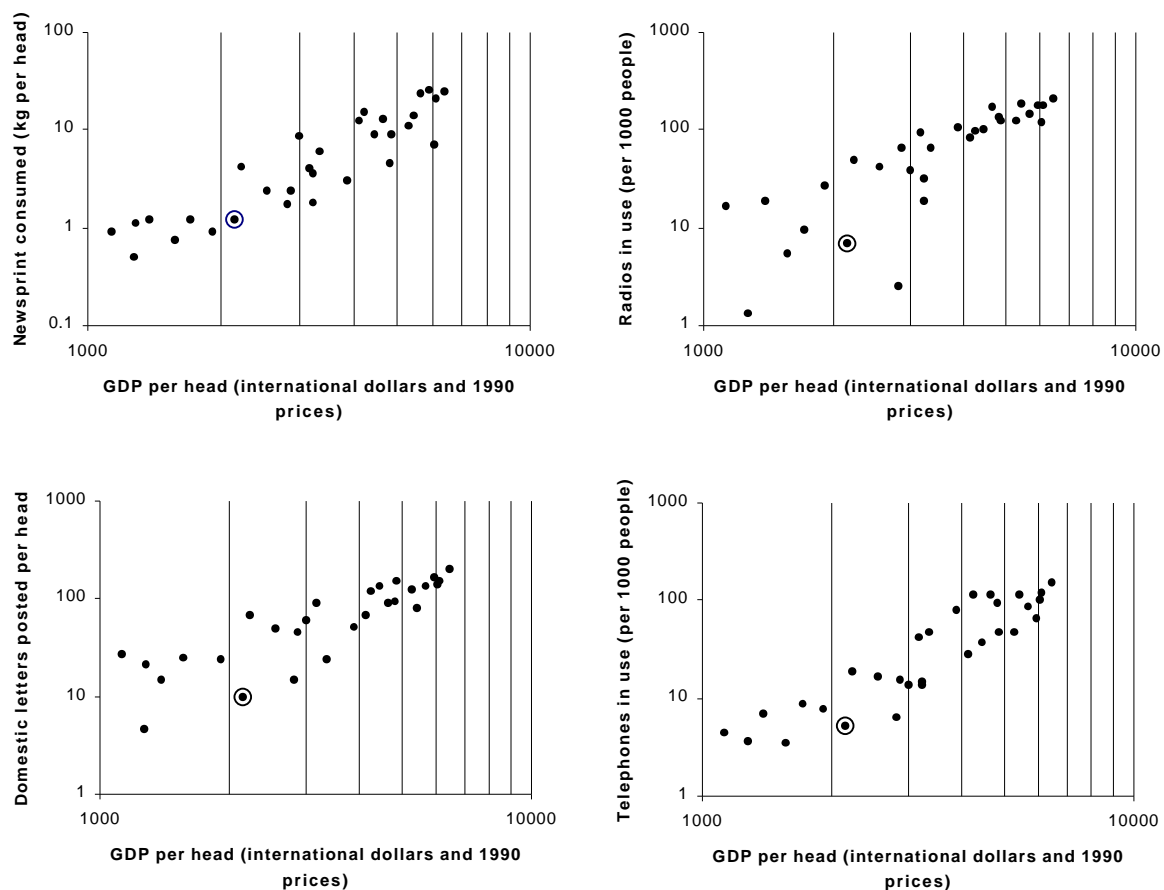 Newsprint consumed (kg per head)
100
10
1
0.1
1000
10000
GDP per head (international dollars and 1990
prices)
Radios in use (per 1000 people)
1000
100
10
1
1000
10000
GDP per head (international dollars and 1990
prices)
Domestic letters posted per head
1000
100
10
1
1000
10000
GDP per head (international dollars and 1990
prices)
Telephones in use (per 1000 people)
1000
100
10
1
1000
10000
GDP per head (international dollars and 1990
prices)